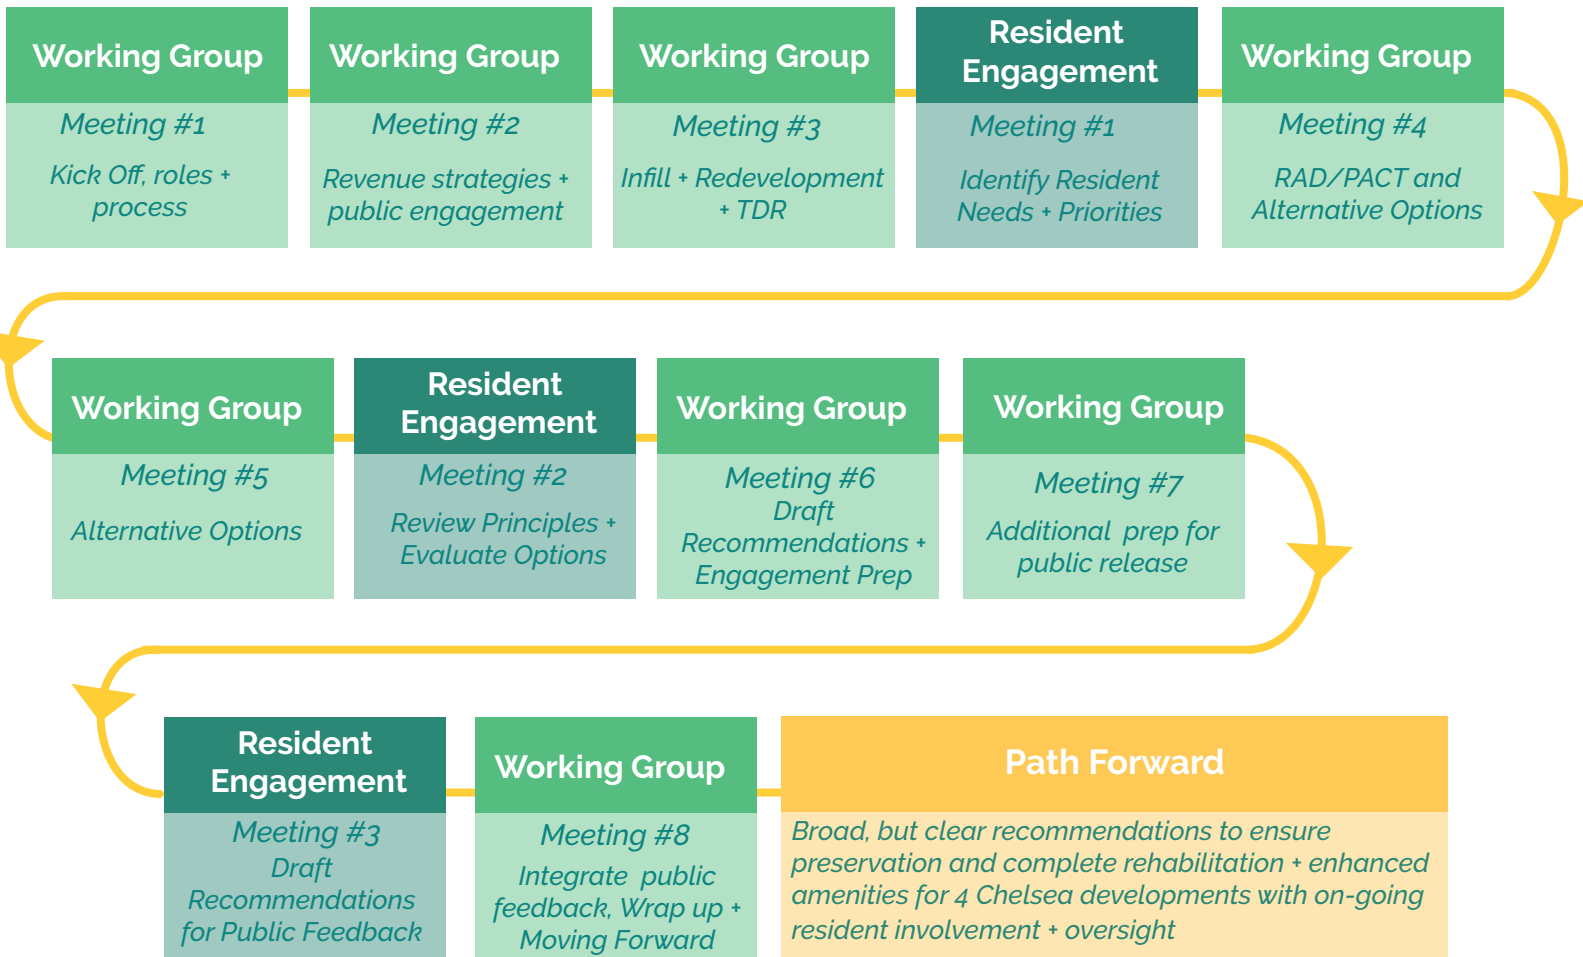 Working Group
Meeting #1
Kick Off, roles +
process
Working Group
Meeting #2
Revenue strategies +
public engagement
Working Group
Meeting #3
Infill + Redevelopment
+ TDR
Resident
Engagement
Meeting #1
Identify Resident
Needs + Priorities
Working Group
Meeting #4
RAD/PACT and
Alternative Options
Working Group
Meeting #5
Alternative Options
Resident
Engagement
Meeting #2
Review Principles +
Evaluate Options
Working Group
Meeting #6
Draft
Recommendations +
Engagement Prep
Working Group
Meeting #7
Additional prep for
public release
Resident
Engagement
Meeting #3
Draft
Recommendations
for Public Feedback
Working Group
Meeting #8
Integrate public
feedback, Wrap up +
Moving Forward
Path Forward
Broad, but clear recommendations to ensure
preservation and complete rehabilitation + enhanced
amenities for 4 Chelsea developments with on-going
resident involvement + oversight